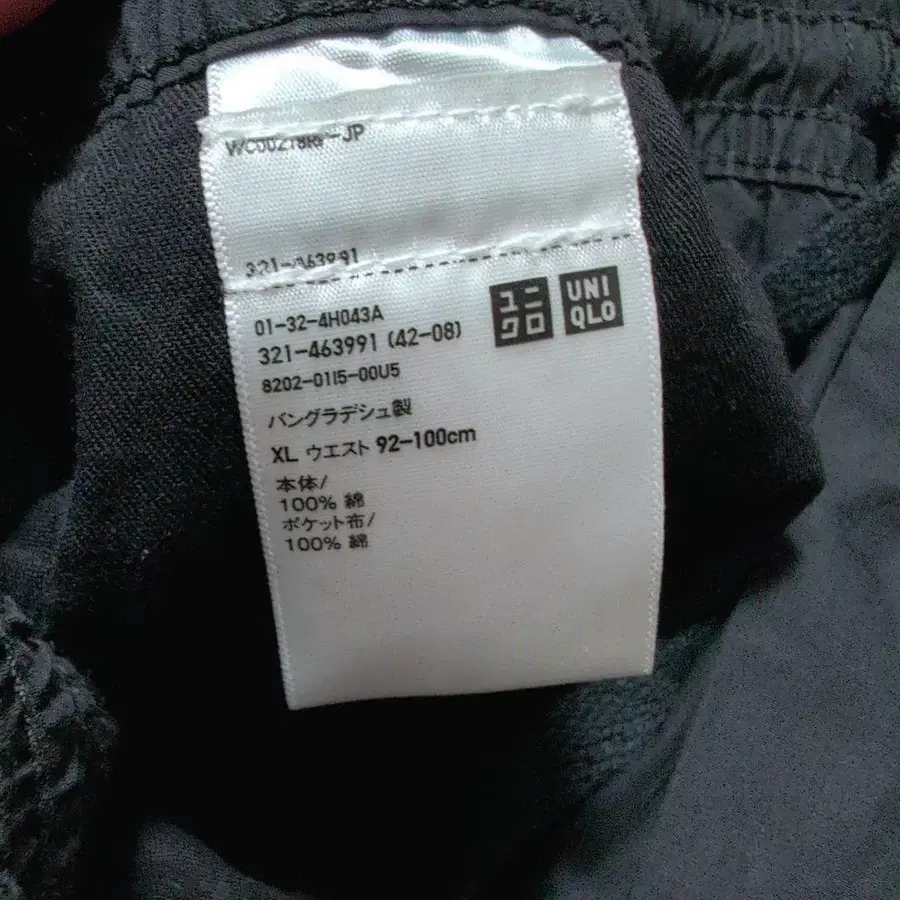 321-463991
01-32-4H043A
321-463991 (42-08)
8202-0115-00U5
ユニ
クロ
UNI
QLO
バングラデシュ製
XL ウエスト 92-100cm
本体/
100% 綿
ポケット布/
100% 綿